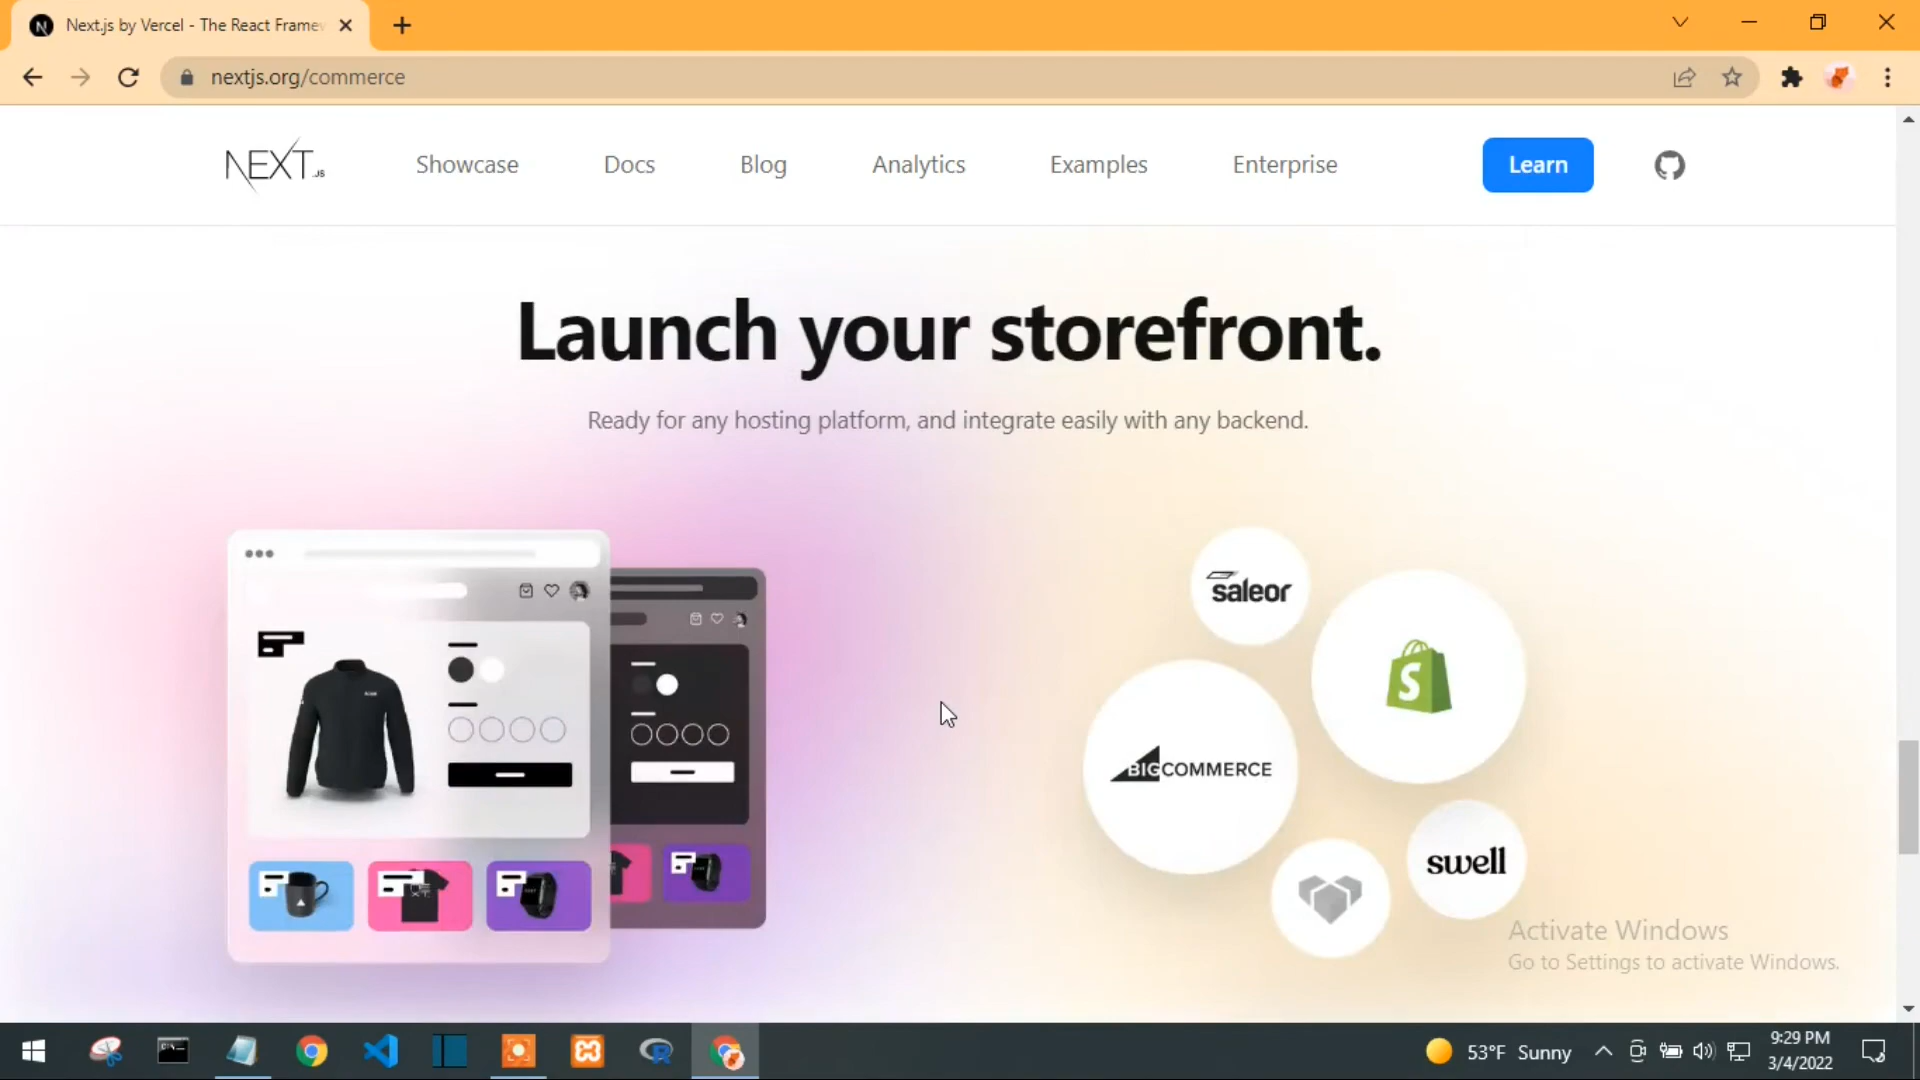 Next.js by Vercel - The React Framew
nextjs.org/commerce
NEXT.JS
Showcase
Docs
Blog
Analytics
Examples
Enterprise
Learn
Launch your storefront.
Ready for any hosting platform, and integrate easily with any backend.
saleor
S
BIGCOMMERCE
swell
Activate Windows
Go to Settings to activate Windows.
53°F Sunny
9:29 PM
3/4/2022